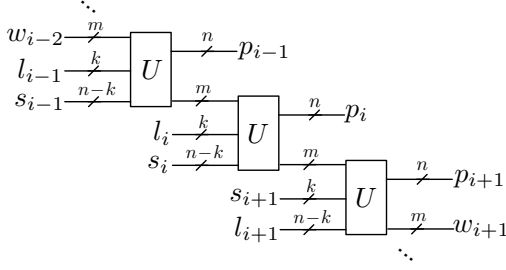 ⋱
w_{i-2} m n p_{i-1}
l_{i-1} k U
s_{i-1} n-k m n p_i
l_i k U
s_i n-k m n p_{i+1}
s_{i+1} k U
l_{i+1} n-k m w_{i+1}
⋱